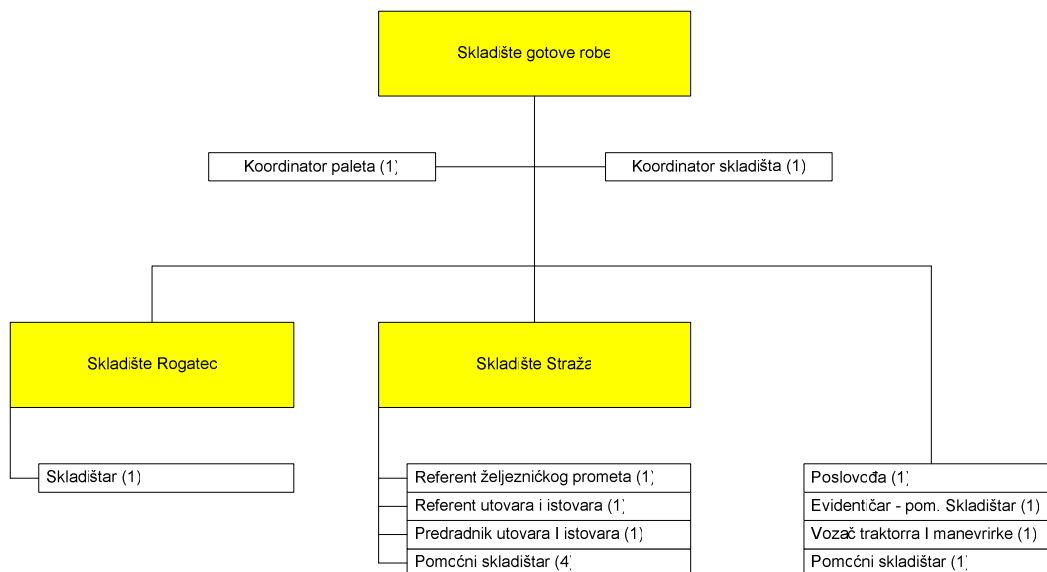 Skladište gotove robe
Koordinator paleta (1)
Koordinator skladišta (1)
Skladište Rogatec
Skladište Straža
Skladištar (1)
Referent željezničkog prometa (1)
Referent utovara i istovara (1)
Predradnik utovara I istovara (1)
Pomoćni skladištar (4)
Poslovođa (1)
Evidentičar - pom. Skladištar (1)
Vozač traktorra I manevrirke (1)
Pomoćni skladištar (1)